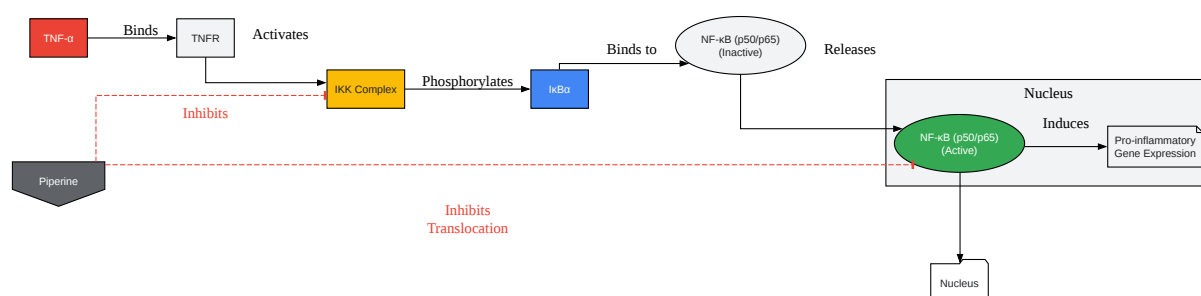 TNF-α
Binds
TNFR
Activates
IKK Complex
Phosphorylates
IκBα
Binds to
NF-κB (p50/p65)
(Inactive)
Releases
Nucleus
NF-κB (p50/p65)
(Active)
Induces
Pro-inflammatory
Gene Expression
Inhibits
Piperine
Inhibits
Translocation
Nucleus